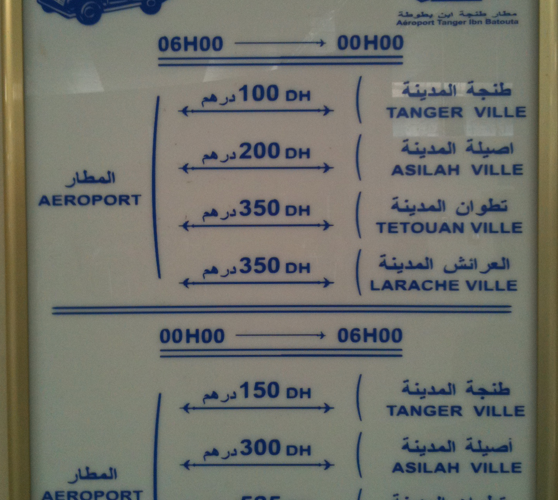 مطار طنجة ابن بطوطة
Aéroport Tanger Ibn Batouta
06H00 00H00
درهم 100 DH
طنجة المدينة
TANGER VILLE
درهم 200 DH
اصيلة المدينة
ASILAH VILLE
المطار
AEROPORT
درهم 350 DH
تطوان المدينة
TETOUAN VILLE
درهم 350 DH
العرائش المدينة
LARACHE VILLE
00H00 06H00
درهم 150 DH
طنجة المدينة
TANGER VILLE
درهم 300 DH
أصيلة المدينة
ASILAH VILLE
المطار
AEROPORT